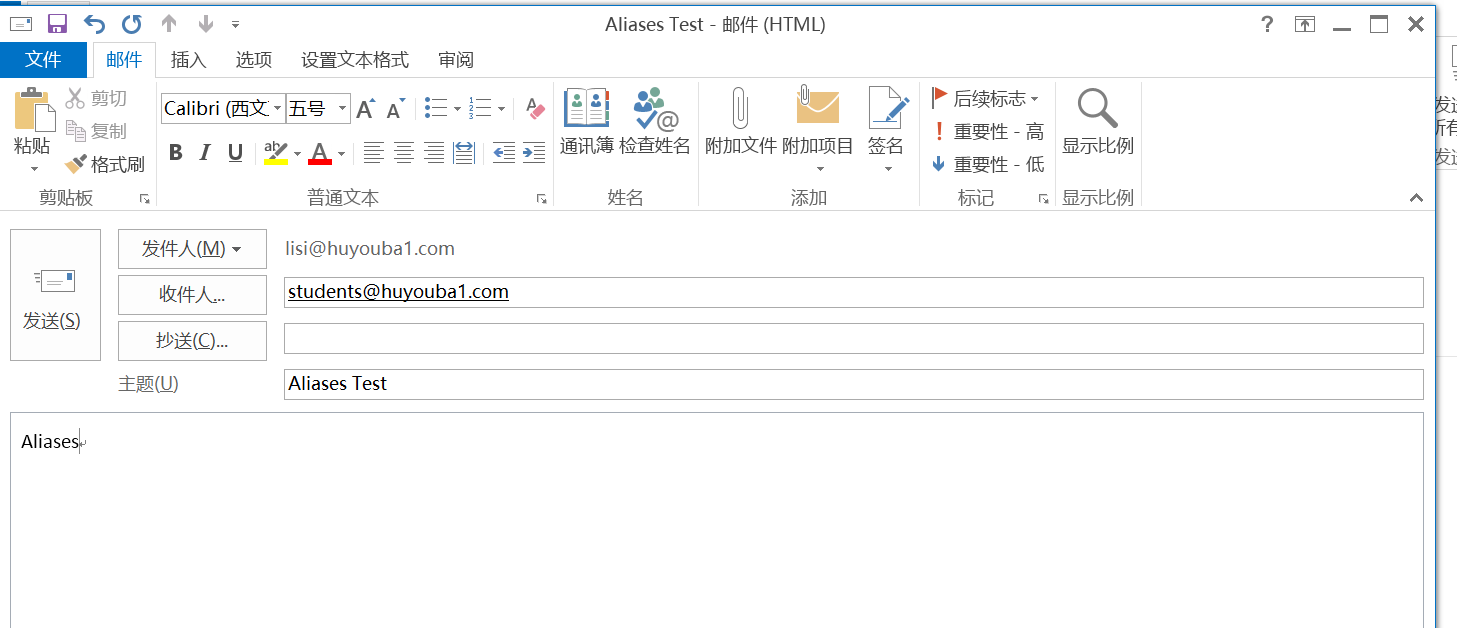 Aliases Test - 邮件 (HTML)
文件 邮件 插入 选项 设置文本格式 审阅
粘贴 剪切 复制 格式刷
剪贴板
Calibri (西文 五号
B I U
普通文本
通讯簿 检查姓名
姓名
附加文件 附加项目 签名
添加
后续标志
重要性 - 高
重要性 - 低
标记
显示比例
显示比例
发送(S)
发件人(M) lisi@huyouba1.com
收件人... students@huyouba1.com
抄送(C)...
主题(U) Aliases Test
Aliases